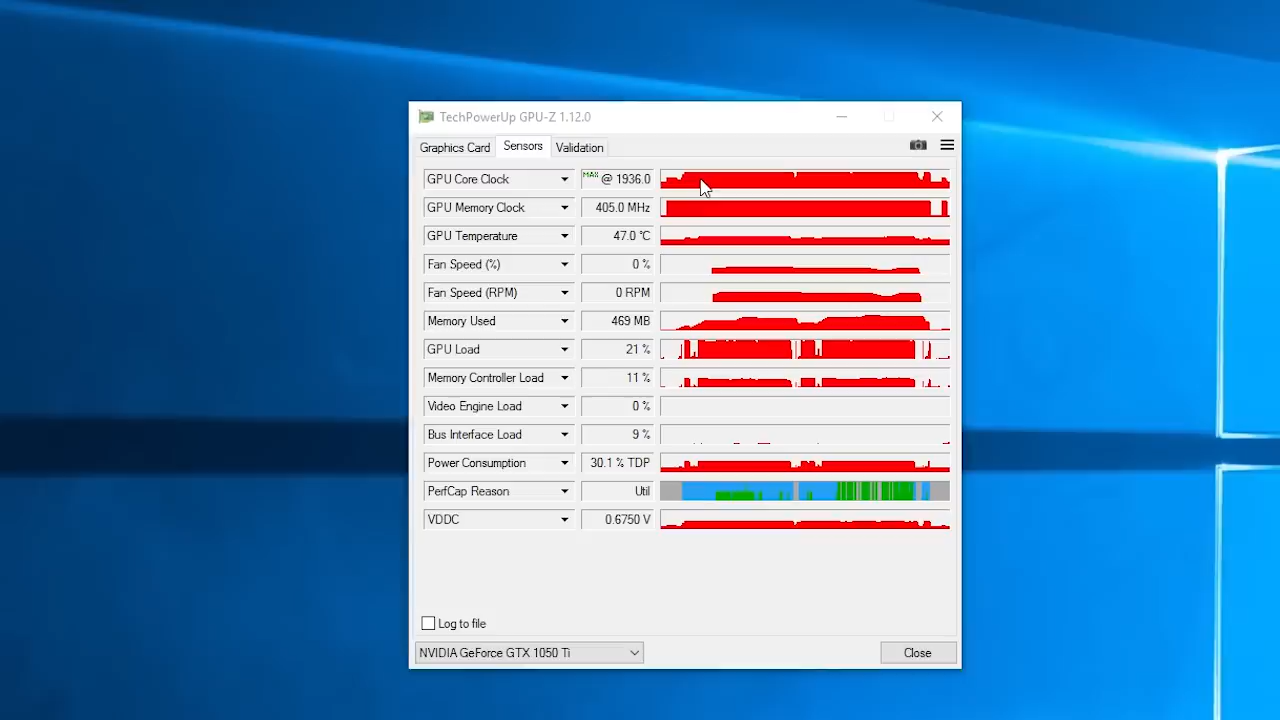 TechPowerUp GPU-Z 1.12.0
Graphics Card Sensors Validation
GPU Core Clock MAX @ 1936.0
GPU Memory Clock 405.0 MHz
GPU Temperature 47.0 °C
Fan Speed (%) 0 %
Fan Speed (RPM) 0 RPM
Memory Used 469 MB
GPU Load 21 %
Memory Controller Load 11 %
Video Engine Load 0 %
Bus Interface Load 9 %
Power Consumption 30.1 % TDP
PerfCap Reason Util
VDDC 0.6750 V
Log to file
NVIDIA GeForce GTX 1050 Ti Close